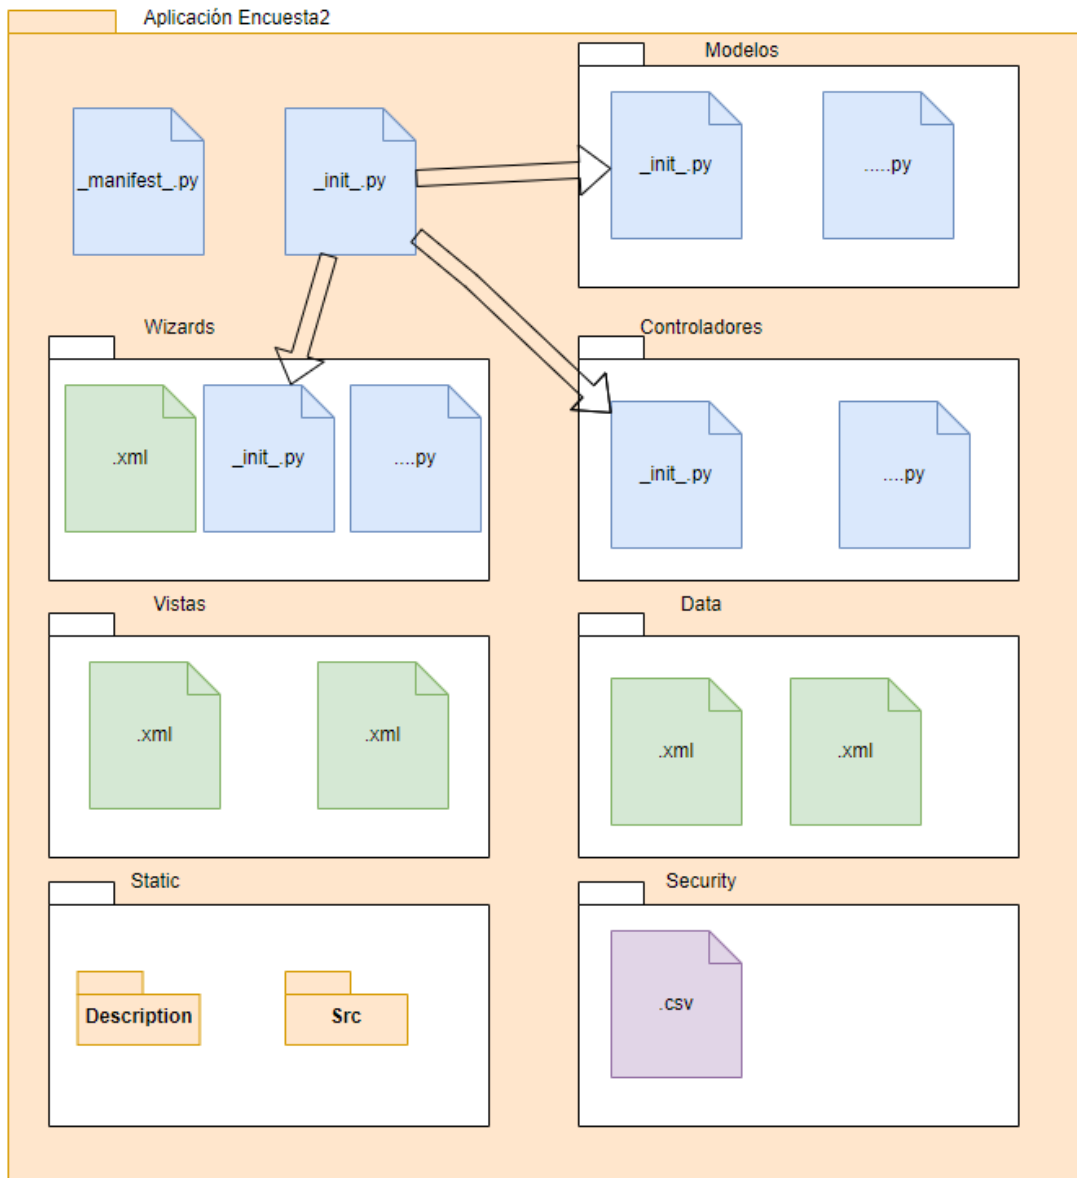 Aplicación Encuesta2
Modelos
_manifest_.py
_init_.py
_init_.py
.....py
Wizards
Controladores
.xml
_init_.py
....py
_init_.py
....py
Vistas
Data
.xml
.xml
.xml
.xml
Static
Security
Description
Src
.csv